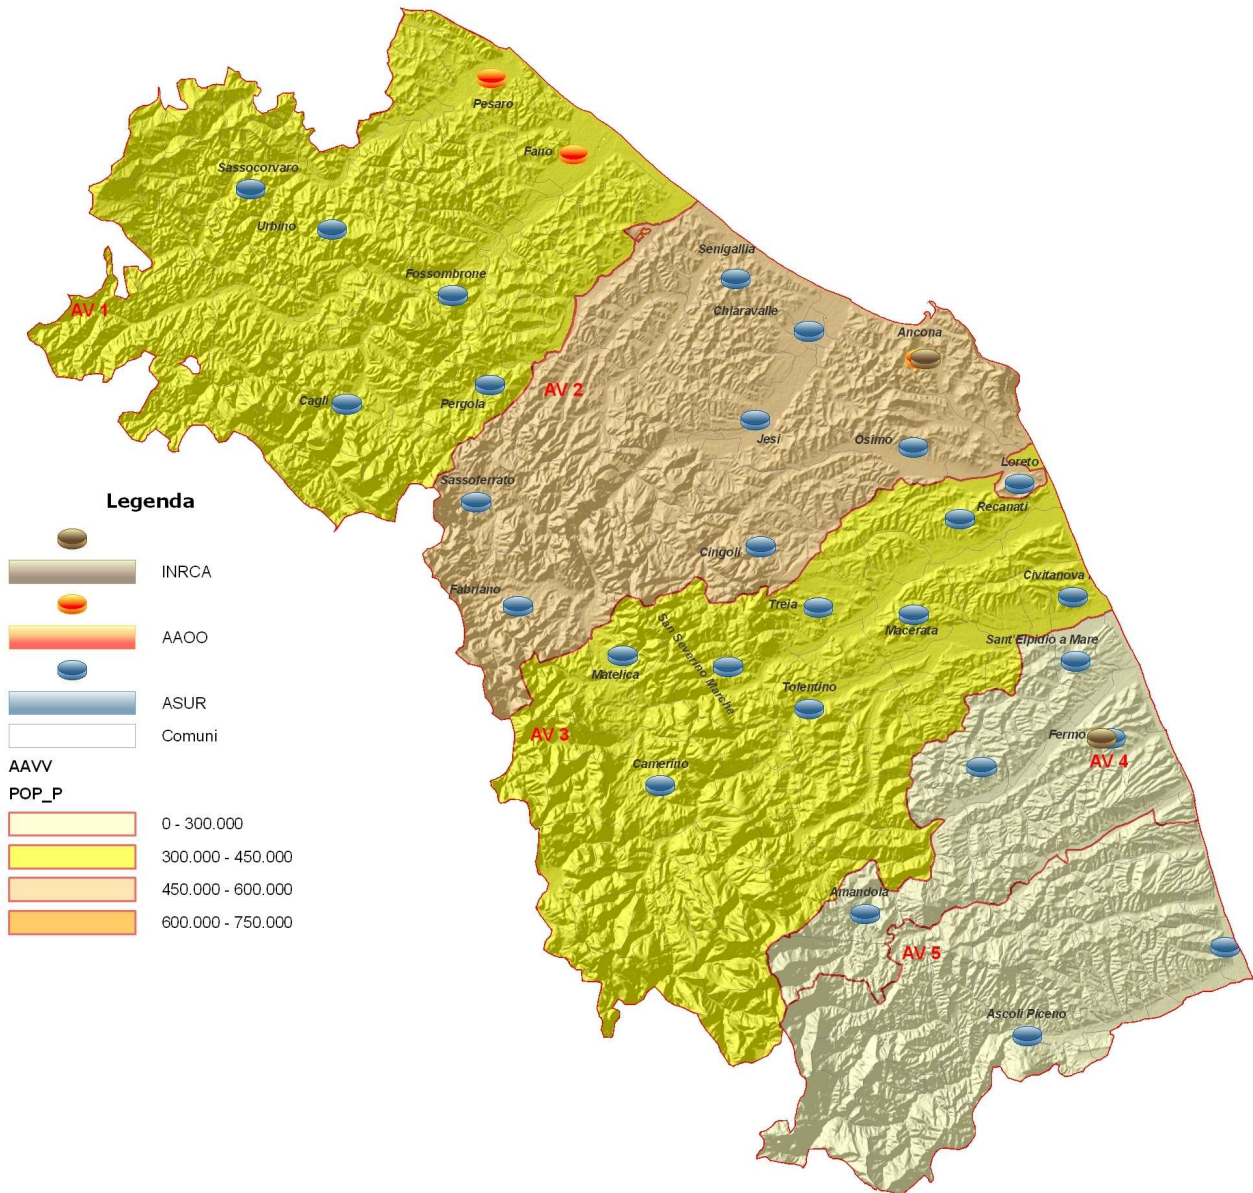 Pesaro
Fano
Sassocorvaro
Urbino
Senigallia
Fossombrone
AV 1
Chiaravalle
Ancona
AV 2
Cagli
Pergola
Jesi
Osimo
Loreto
Sassoferrato
Recanati
Cingoli
Civitanova
Fabriano
Treia
Macerata
Sant'Elpidio a Mare
San Severino Marche
Matelica
Tolentino
AV 3
Fermo
AV 4
Camerino
Amandola
AV 5
Ascoli Piceno
Legenda
INRCA
AAOO
ASUR
Comuni
AAVV
POP_P
0 - 300.000
300.000 - 450.000
450.000 - 600.000
600.000 - 750.000